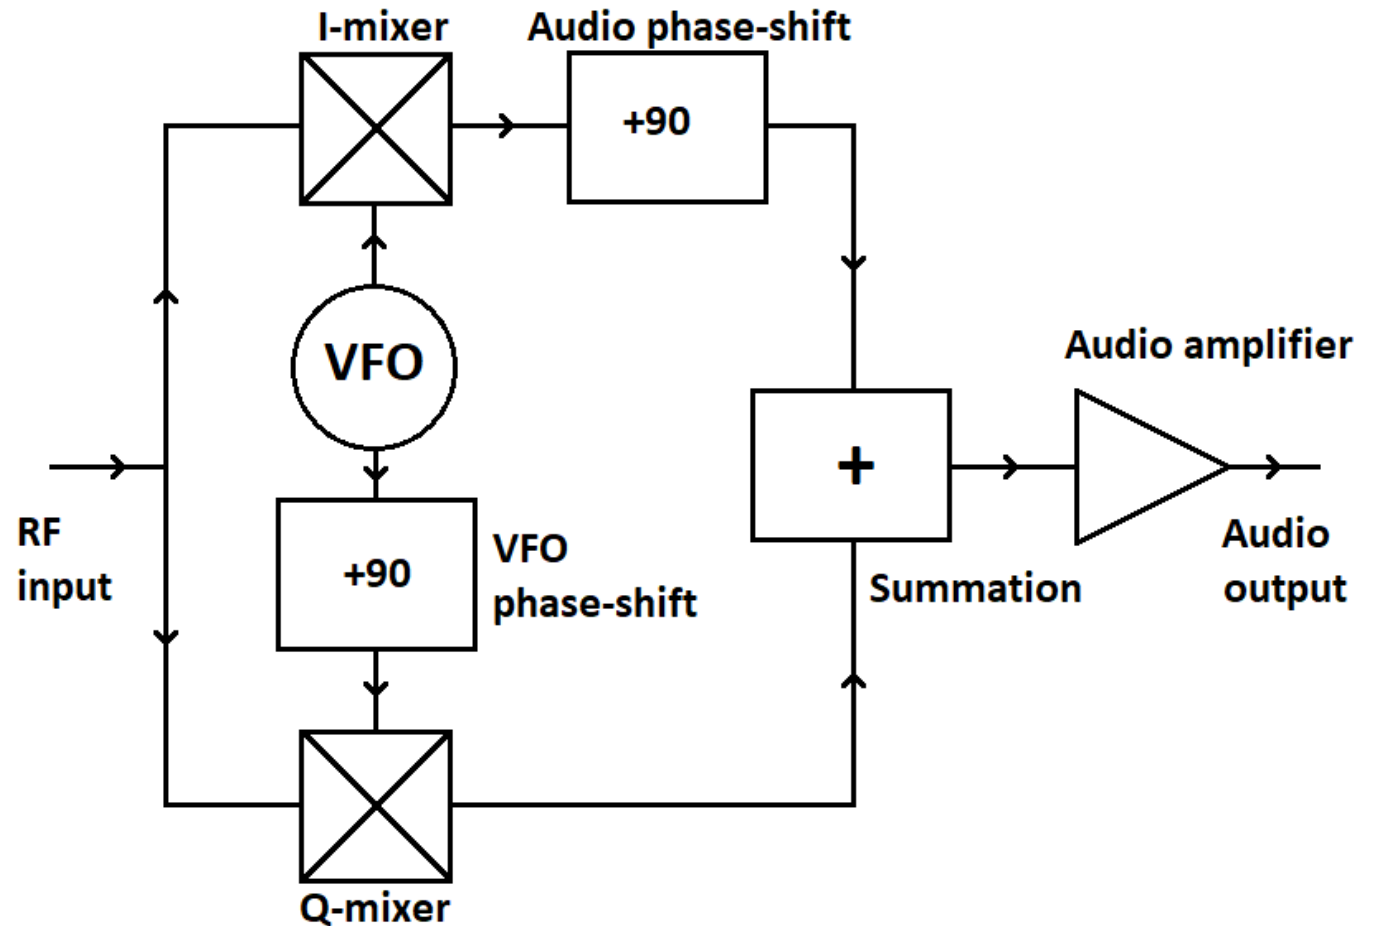 I-mixer
Audio phase-shift
+90
VFO
Audio amplifier
+
RF
input
+90
VFO
phase-shift
Summation
Audio
output
Q-mixer